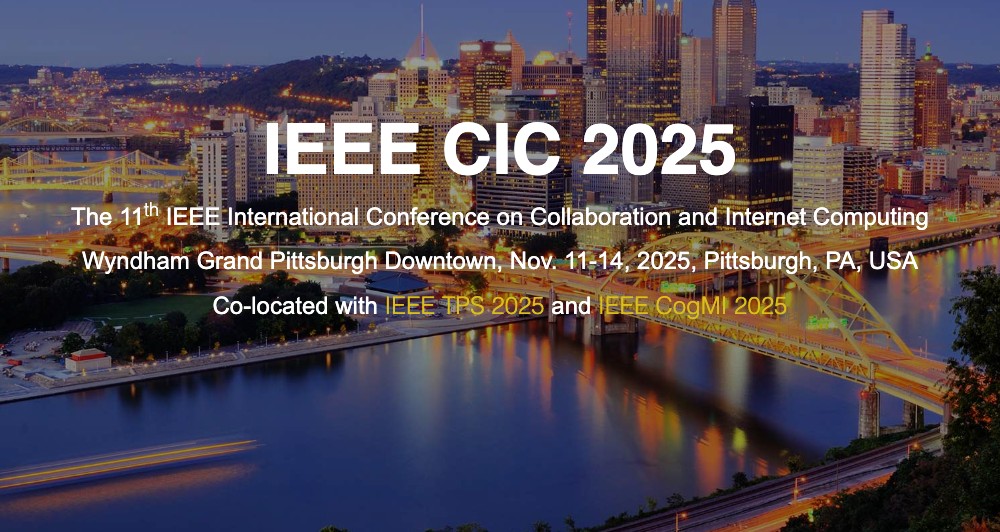 IEEE CIC 2025
The 11th IEEE International Conference on Collaboration and Internet Computing
Wyndham Grand Pittsburgh Downtown, Nov. 11-14, 2025, Pittsburgh, PA, USA
Co-located with IEEE TPS 2025 and IEEE CogMI 2025